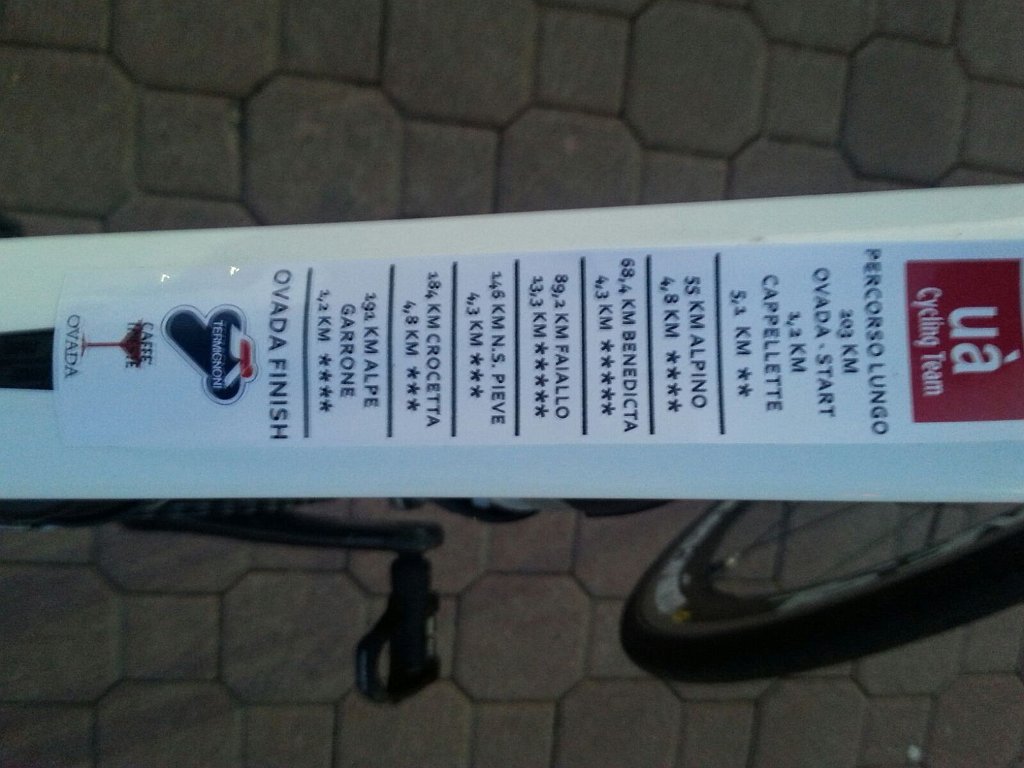 uà
Cycling Team
PERCORSO LUNGO
203 KM
OVADA - START
1,2 KM
CAPPELLETTE
5,1 KM **
55 KM ALPINO
4,8 KM ****
68,4 KM BENEDICTA
4,3 KM *****
89,2 KM FAIALLO
13,3 KM *****
146 KM N.S. PIEVE
4,3 KM ***
184 KM CROCETTA
4,8 KM ***
191 KM ALPE
GARRONE
1,2 KM ****
OVADA FINISH
TERMIGNONI
CAFFE
OVADA